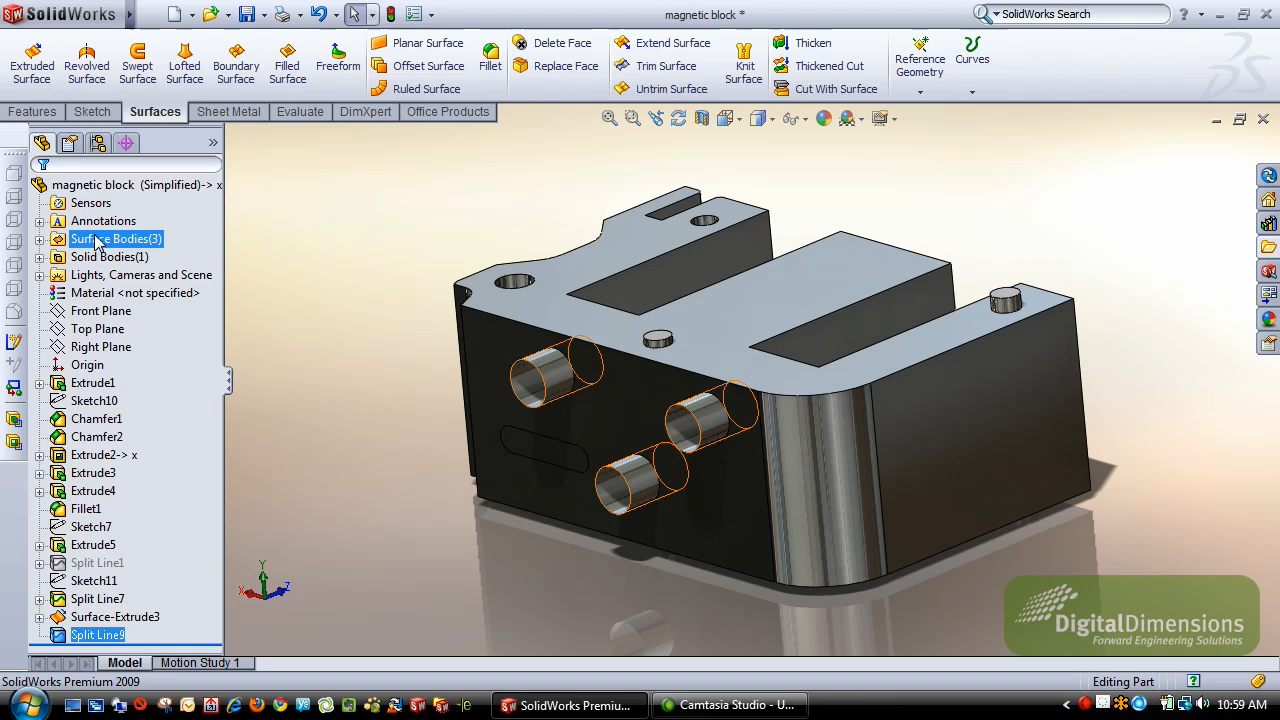 SolidWorks
magnetic block *
SolidWorks Search
Extruded Surface
Revolved Surface
Swept Surface
Lofted Surface
Boundary Surface
Filled Surface
Freeform
Planar Surface
Offset Surface
Ruled Surface
Fillet
Delete Face
Replace Face
Extend Surface
Trim Surface
Untrim Surface
Knit Surface
Thicken
Thickened Cut
Cut With Surface
Reference Geometry
Curves
Features
Sketch
Surfaces
Sheet Metal
Evaluate
DimXpert
Office Products
magnetic block (Simplified)-> x
Sensors
Annotations
Surface Bodies(3)
Solid Bodies(1)
Lights, Cameras and Scene
Material <not specified>
Front Plane
Top Plane
Right Plane
Origin
Extrude1
Sketch10
Chamfer1
Chamfer2
Extrude2-> x
Extrude3
Extrude4
Fillet1
Sketch7
Extrude5
Split Line1
Sketch11
Split Line7
Surface-Extrude3
Split Line9
Y
X
Z
DigitalDimensions
Forward Engineering Solutions
Model
Motion Study 1
SolidWorks Premium 2009
Editing Part
SolidWorks Premiu...
Camtasia Studio - U...
10:59 AM